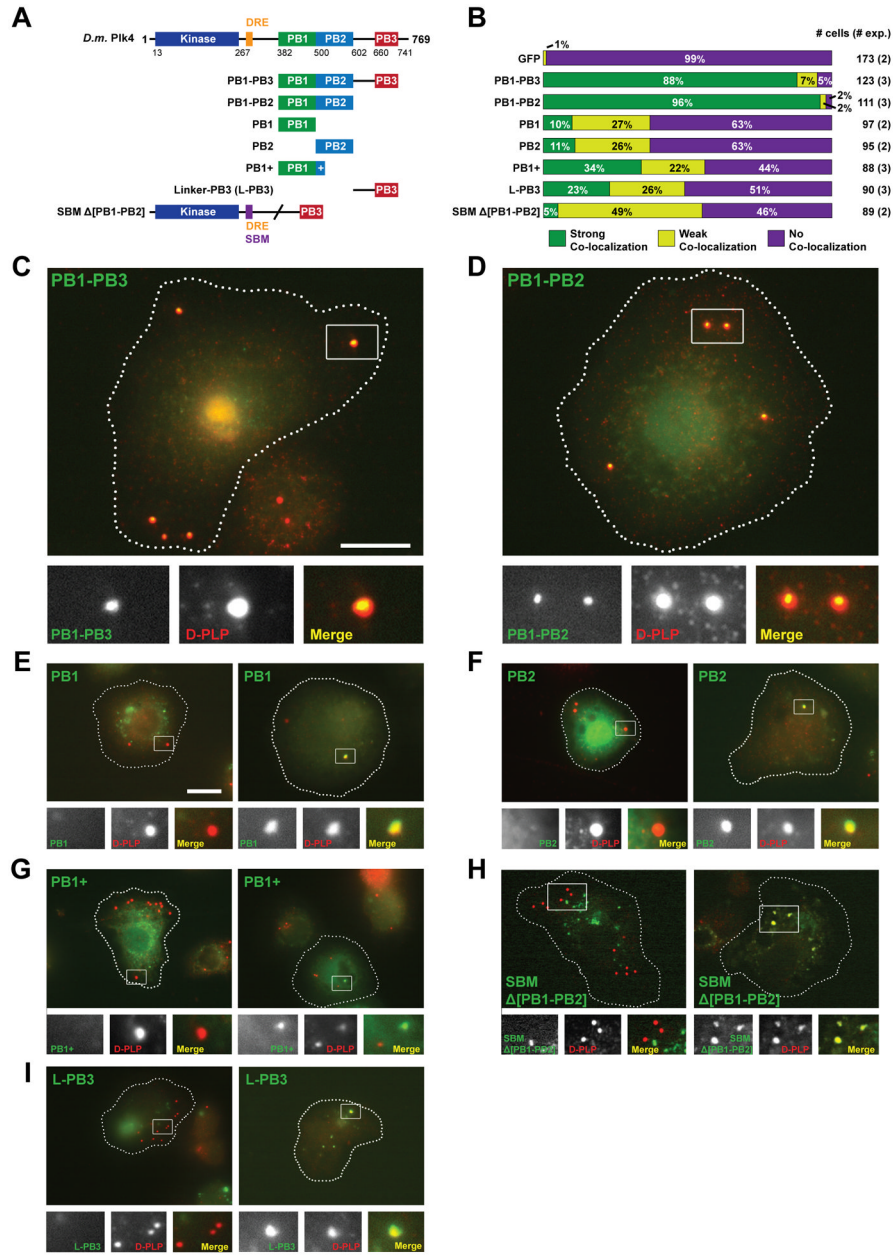 A
DRE
D.m. Plk4 1 Kinase PB1 PB2 PB3 769
13 267 382 500 602 660 741
PB1-PB3 PB1 PB2 PB3
PB1-PB2 PB1 PB2
PB1 PB1
PB2 PB2
PB1+ PB1 +
Linker-PB3 (L-PB3) PB3
SBM Δ[PB1-PB2] Kinase PB3
DRE
SBM
B
# cells (# exp.)
1%
GFP 99% 173 (2)
PB1-PB3 88% 7% 5% 123 (3)
2%
PB1-PB2 96% 111 (3)
2%
PB1 10% 27% 63% 97 (2)
PB2 11% 26% 63% 95 (2)
PB1+ 34% 22% 44% 88 (3)
L-PB3 23% 26% 51% 90 (3)
SBM Δ[PB1-PB2] 5% 49% 46% 89 (2)
Strong Weak No
Co-localization Co-localization Co-localization
C
PB1-PB3
PB1-PB3 D-PLP Merge
D
PB1-PB2
PB1-PB2 D-PLP Merge
E
PB1 PB1
PB1 D-PLP Merge PB1 D-PLP Merge
F
PB2 PB2
PB2 D-PLP Merge PB2 D-PLP Merge
G
PB1+ PB1+
PB1+ D-PLP Merge PB1+ D-PLP Merge
H
SBM SBM
Δ[PB1-PB2] Δ[PB1-PB2]
SBM SBM
Δ[PB1-PB2] D-PLP Merge Δ[PB1-PB2] D-PLP Merge
I
L-PB3 L-PB3
L-PB3 D-PLP Merge L-PB3 D-PLP Merge